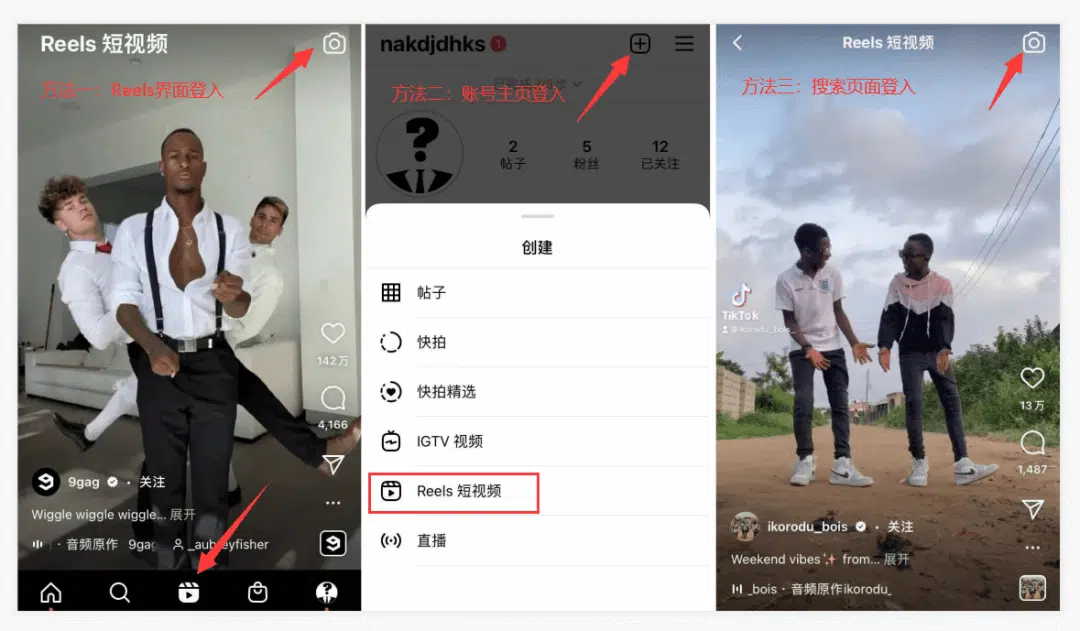 Reels 短视频
方法一：Reels界面登入
142万
4,166
9gag · 关注
Wiggle wiggle wiggle... 展开
· 音频原作 9gag
_aubreyfisher
nakdjdhks 1
方法二：账号主页登入
2
帖子
5
粉丝
12
已关注
创建
帖子
快拍
快拍精选
IGTV 视频
Reels 短视频
直播
Reels 短视频
方法三：搜索页面登入
TikTok
@ikorodu_bois
13万
1,487
ikorodu_bois · 关注
Weekend vibes✨ from... 展开
_bois · 音频原作ikorodu_